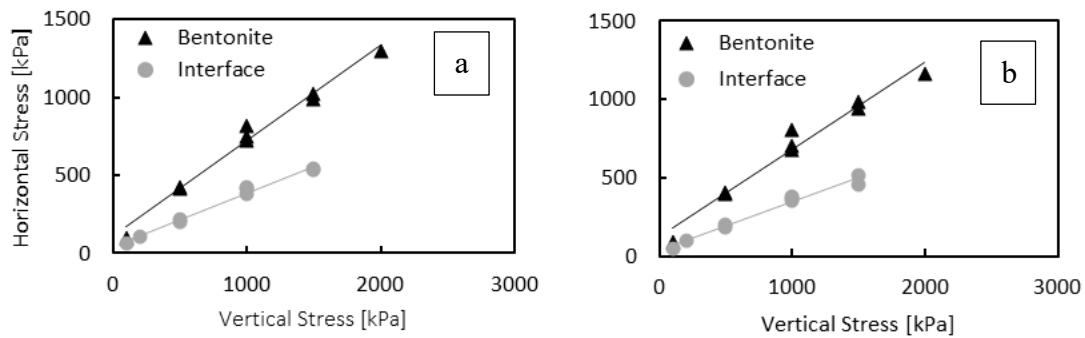 1500
1000
500
0
Horizontal Stress [kPa]
Bentonite
Interface
a
0 1000 2000 3000
Vertical Stress [kPa]
1500
1000
500
0
Bentonite
Interface
b
0 1000 2000 3000
Vertical Stress [kPa]